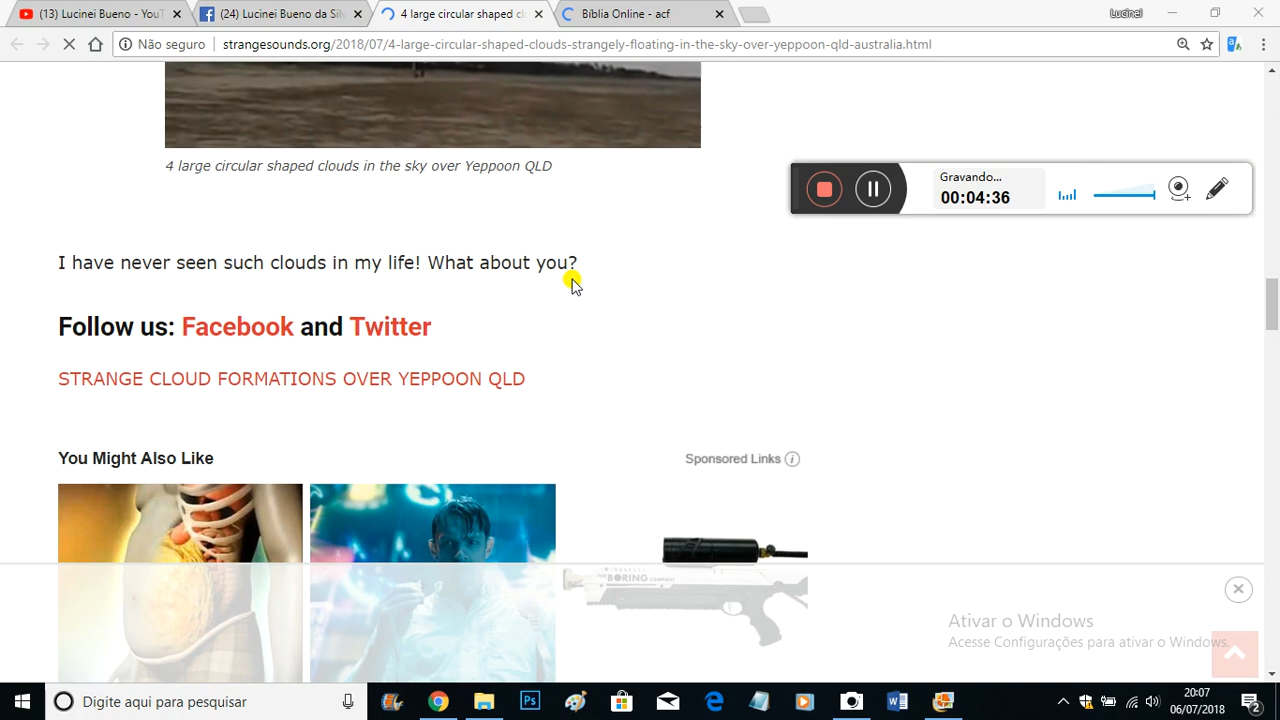 (13) Lucinei Bueno - YouT
(24) Lucinei Bueno da Sil
4 large circular shaped cl
Bíblia Online - acf
Lucinei
Não seguro
strangesounds.org/2018/07/4-large-circular-shaped-clouds-strangely-floating-in-the-sky-over-yeppoon-qld-australia.html
4 large circular shaped clouds in the sky over Yeppoon QLD
Gravando...
00:04:36
I have never seen such clouds in my life! What about you?
Follow us: Facebook and Twitter
STRANGE CLOUD FORMATIONS OVER YEPPOON QLD
You Might Also Like
Sponsored Links
BORING COMPANY
Ativar o Windows
Acesse Configurações para ativar o Windows.
Digite aqui para pesquisar
20:07
06/07/2018
2